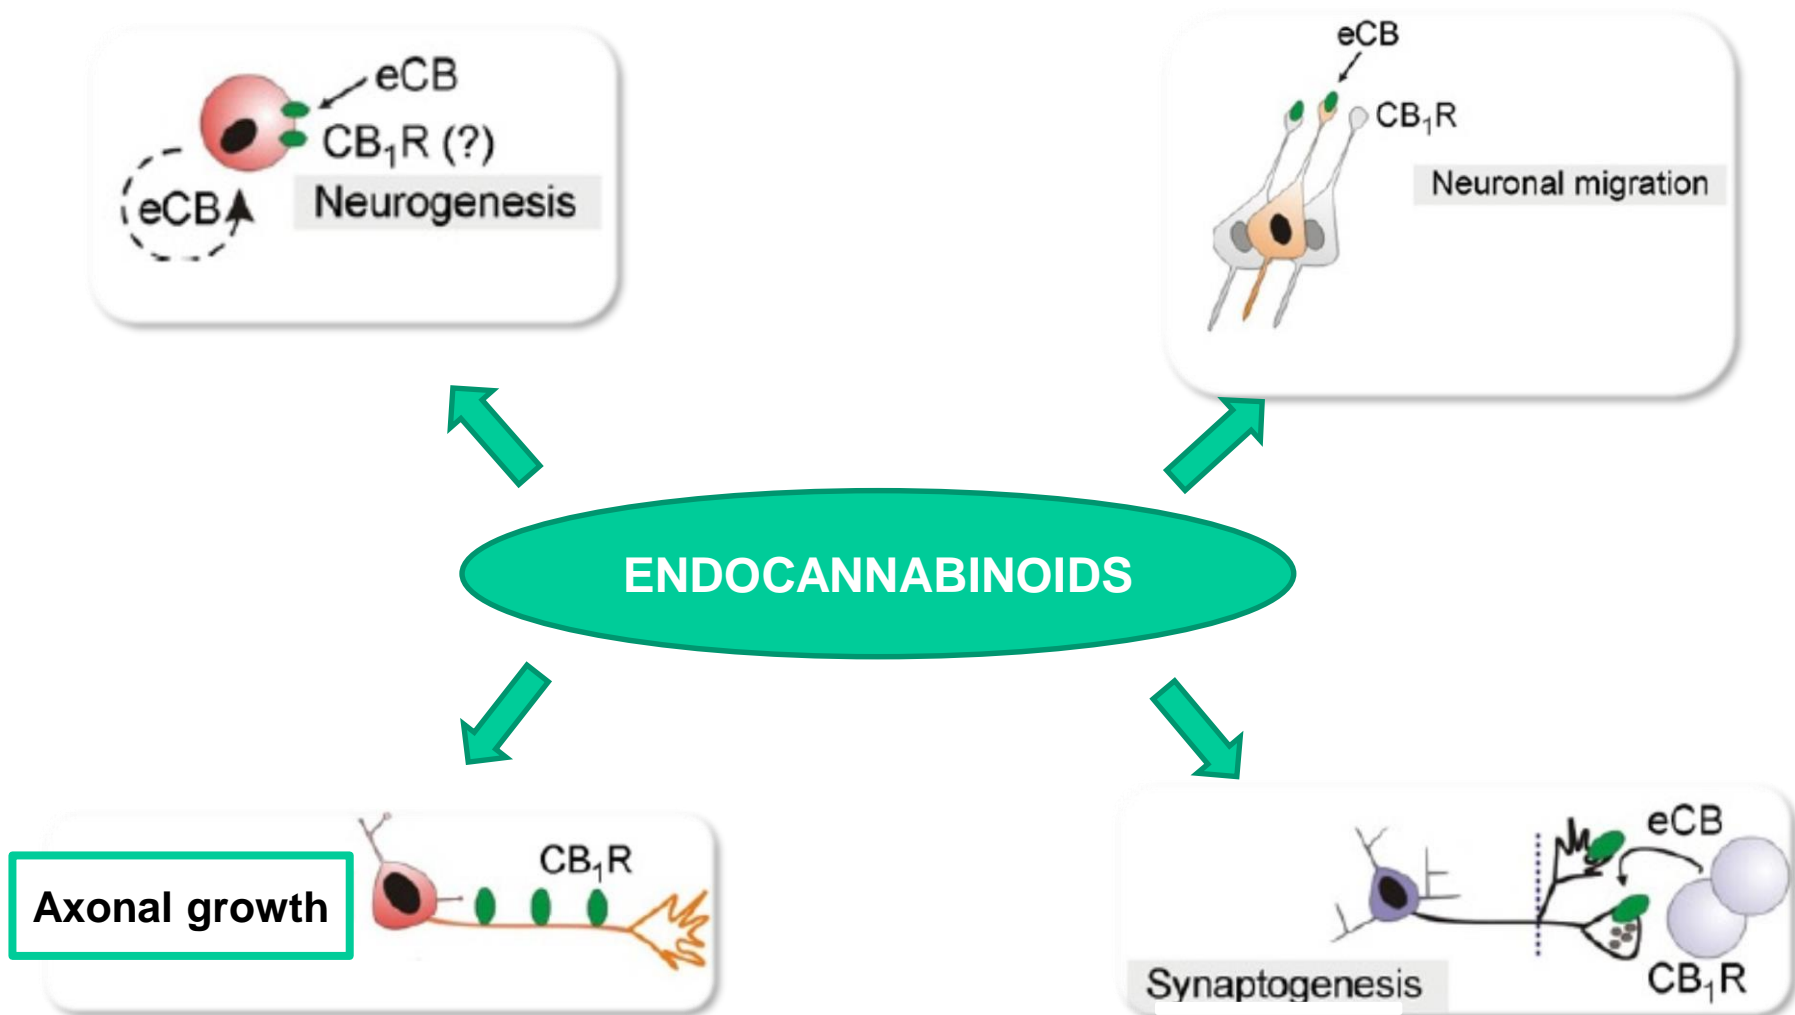 eCB
CB₁R (?)
eCB
Neurogenesis
eCB
CB₁R
Neuronal migration
ENDOCANNABINOIDS
CB₁R
Axonal growth
eCB
CB₁R
Synaptogenesis